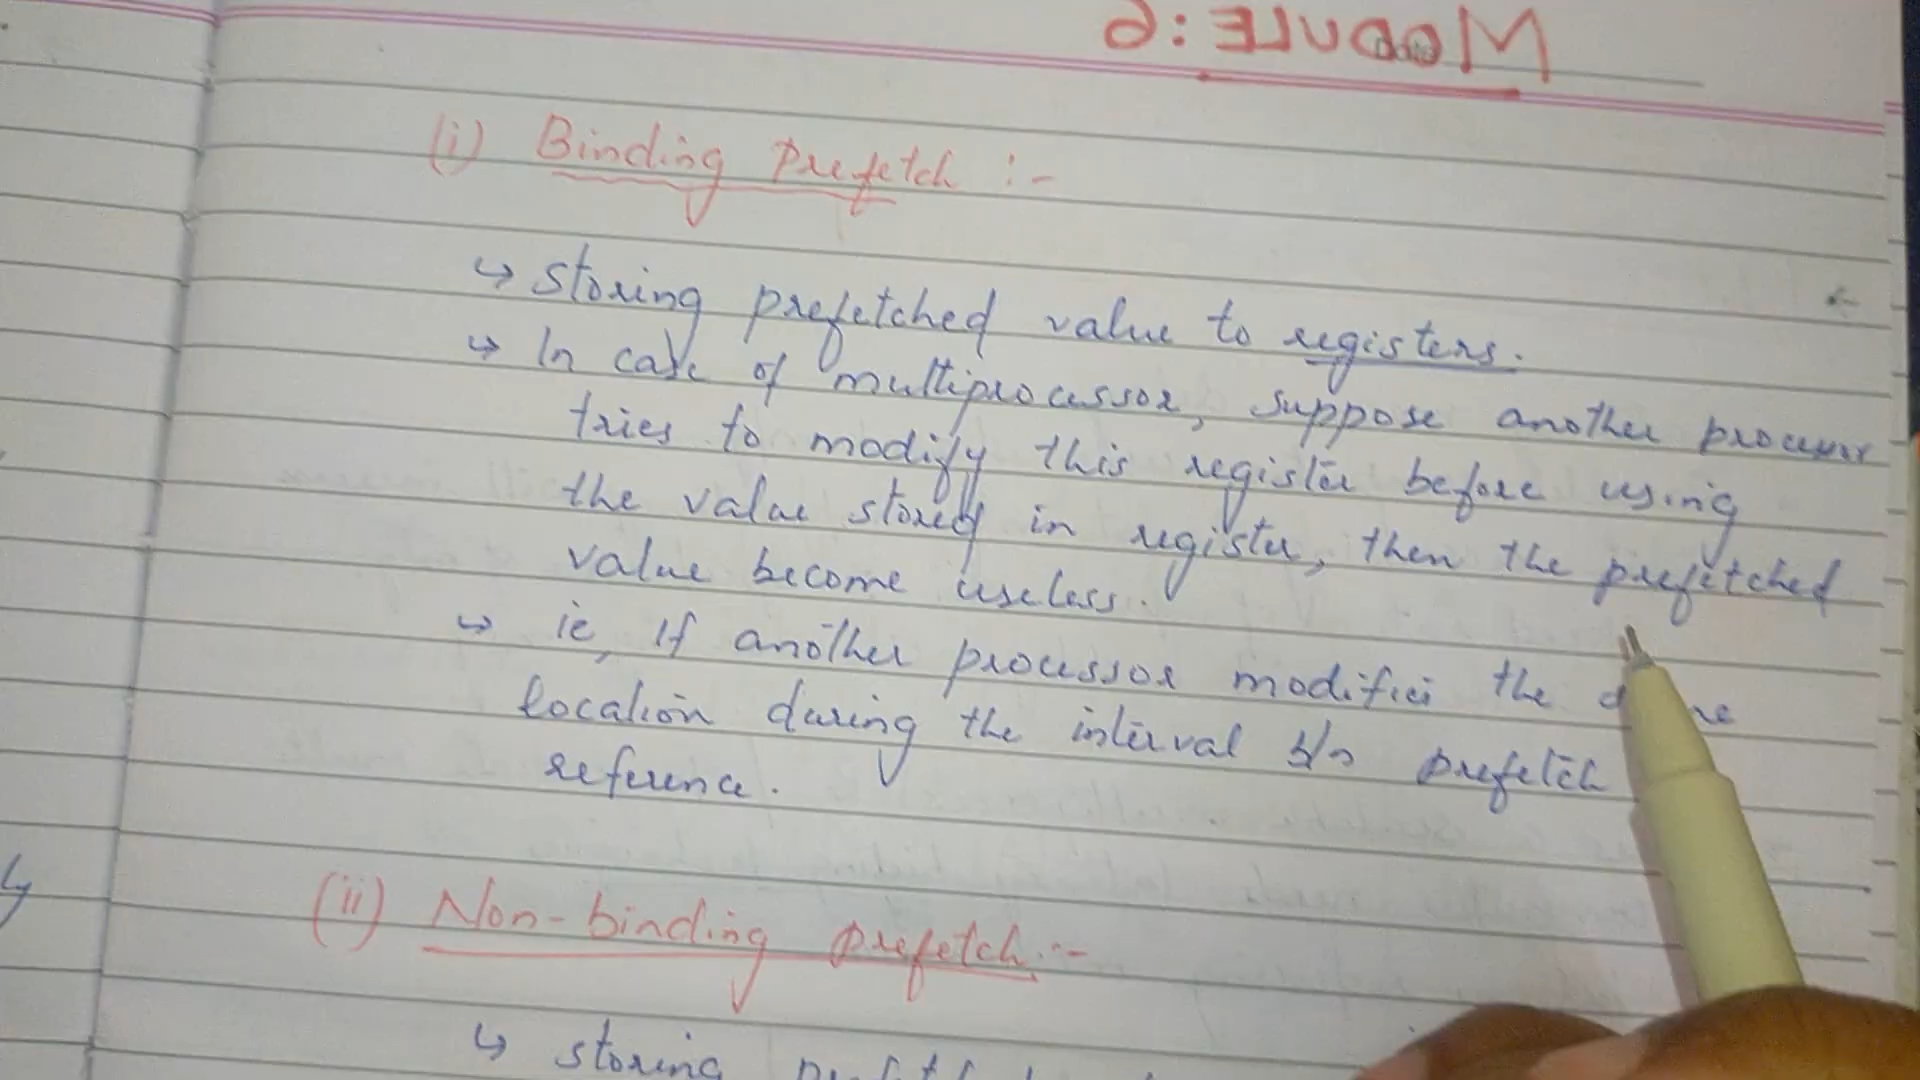 MODULE:6
(i) Binding prefetch :-
↪ storing prefetched value to registers.
↪ In case of multiprocessor, suppose another processor
tries to modify this register before using
the value stored in register, then the prefetched
value become useless.
↪ ie, If another processor modifies the
location during the interval b/n prefetch
reference.
(ii) Non-binding prefetch :-
↪ storing